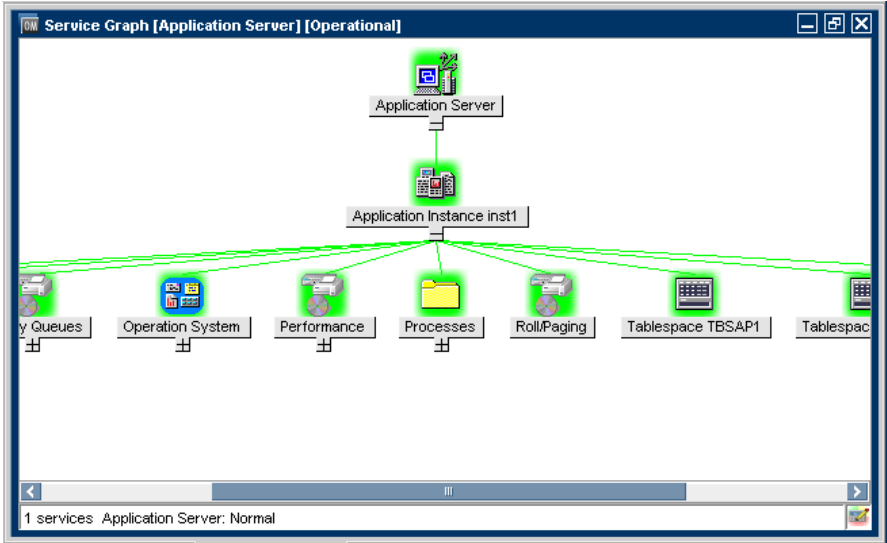 OM Service Graph [Application Server] [Operational]
Application Server
Application Instance inst1
y Queues Operation System Performance Processes Roll/Paging Tablespace TBSAP1 Tablespac
1 services Application Server: Normal